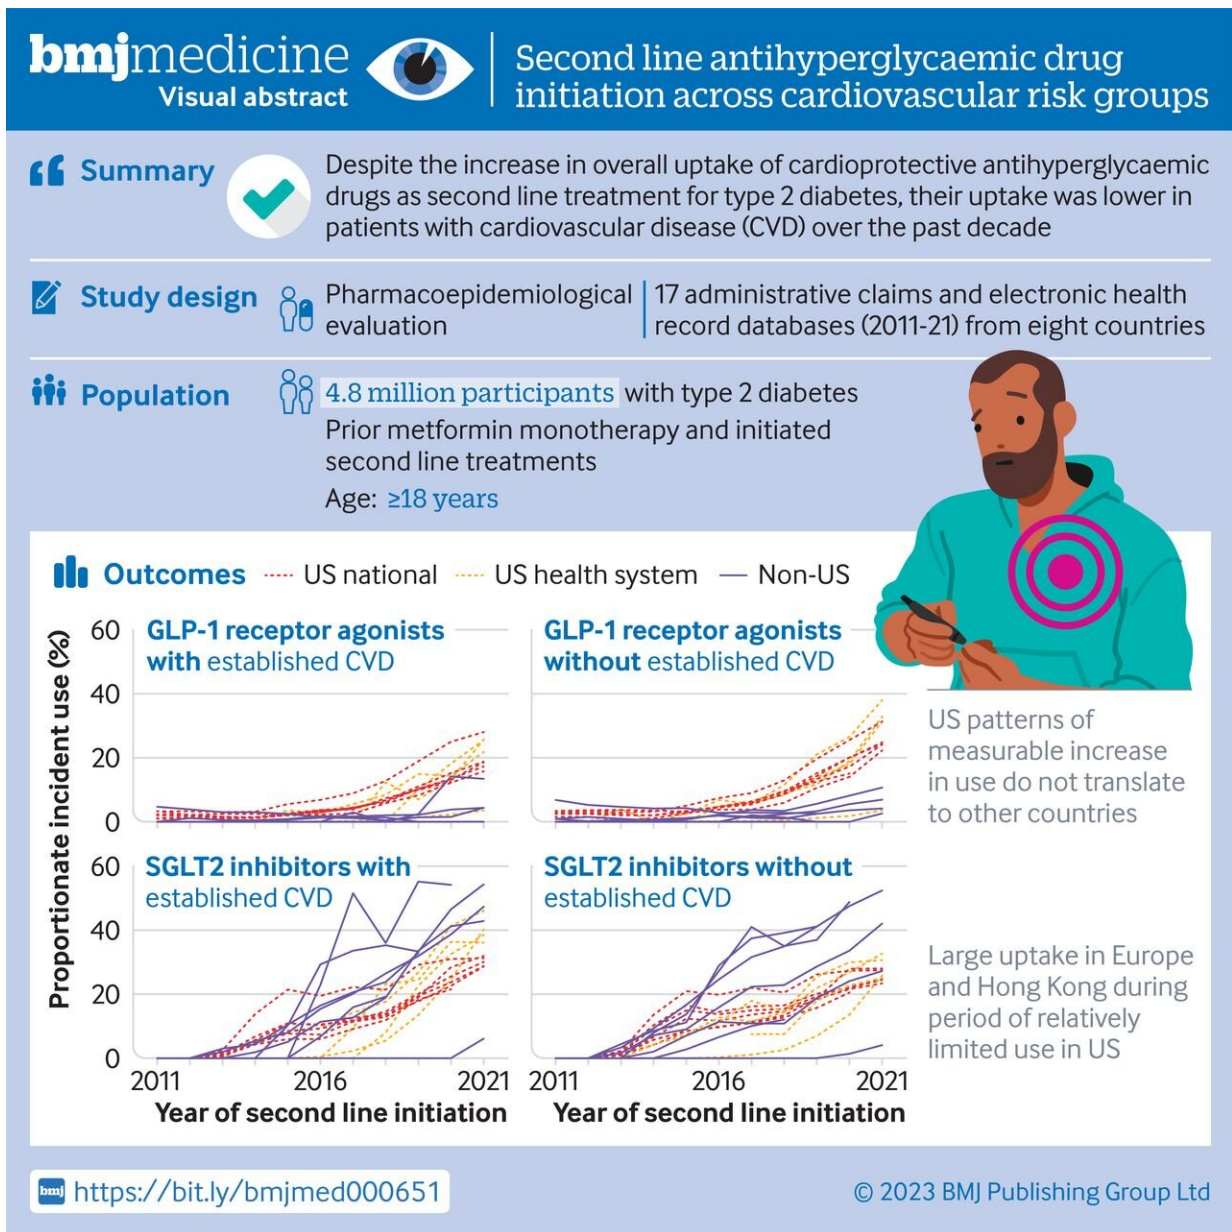 bmjmedicine
Visual abstract
Second line antihyperglycaemic drug
initiation across cardiovascular risk groups
Summary
Despite the increase in overall uptake of cardioprotective antihyperglycaemic
drugs as second line treatment for type 2 diabetes, their uptake was lower in
patients with cardiovascular disease (CVD) over the past decade
Study design
Pharmacoepidemiological
evaluation
17 administrative claims and electronic health
record databases (2011-21) from eight countries
Population
4.8 million participants with type 2 diabetes
Prior metformin monotherapy and initiated
second line treatments
Age: ≥18 years
Outcomes
US national
US health system
Non-US
Proportionate incident use (%)
60
40
20
0
GLP-1 receptor agonists
with established CVD
GLP-1 receptor agonists
without established CVD
US patterns of
measurable increase
in use do not translate
to other countries
60
40
20
0
SGLT2 inhibitors with
established CVD
SGLT2 inhibitors without
established CVD
Large uptake in Europe
and Hong Kong during
period of relatively
limited use in US
2011 2016 2021
2011 2016 2021
Year of second line initiation
Year of second line initiation
bmj
https://bit.ly/bmjmed000651
© 2023 BMJ Publishing Group Ltd